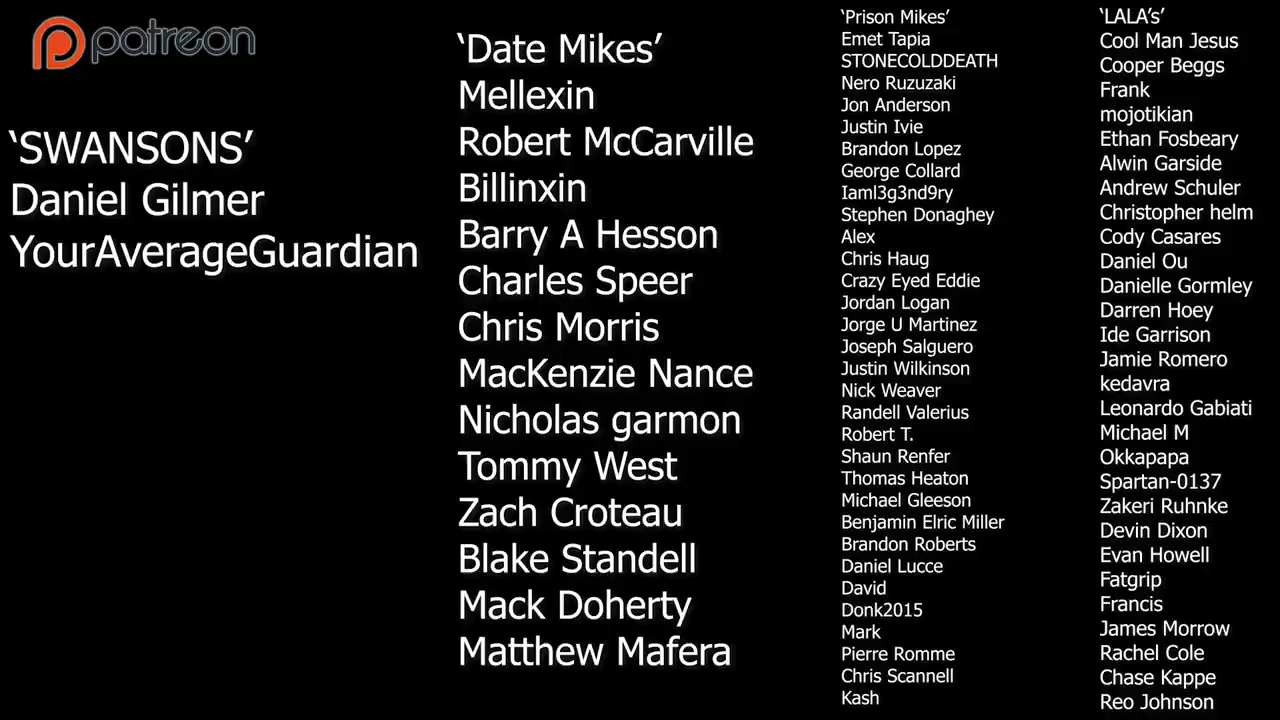 patreon
‘SWANSONS’
Daniel Gilmer
YourAverageGuardian
‘Date Mikes’
Mellexin
Robert McCarville
Billinxin
Barry A Hesson
Charles Speer
Chris Morris
MacKenzie Nance
Nicholas garmon
Tommy West
Zach Croteau
Blake Standell
Mack Doherty
Matthew Mafera
‘Prison Mikes’
Emet Tapia
STONECOLDDEATH
Nero Ruzuzaki
Jon Anderson
Justin Ivie
Brandon Lopez
George Collard
Iaml3g3nd9ry
Stephen Donaghey
Alex
Chris Haug
Crazy Eyed Eddie
Jordan Logan
Jorge U Martinez
Joseph Salguero
Justin Wilkinson
Nick Weaver
Randell Valerius
Robert T.
Shaun Renfer
Thomas Heaton
Michael Gleeson
Benjamin Elric Miller
Brandon Roberts
Daniel Lucce
David
Donk2015
Mark
Pierre Romme
Chris Scannell
Kash
‘LALA’s’
Cool Man Jesus
Cooper Beggs
Frank
mojotikian
Ethan Fosbeary
Alwin Garside
Andrew Schuler
Christopher helm
Cody Casares
Daniel Ou
Danielle Gormley
Darren Hoey
Ide Garrison
Jamie Romero
kedavra
Leonardo Gabiati
Michael M
Okkapapa
Spartan-0137
Zakeri Ruhnke
Devin Dixon
Evan Howell
Fatgrip
Francis
James Morrow
Rachel Cole
Chase Kappe
Reo Johnson